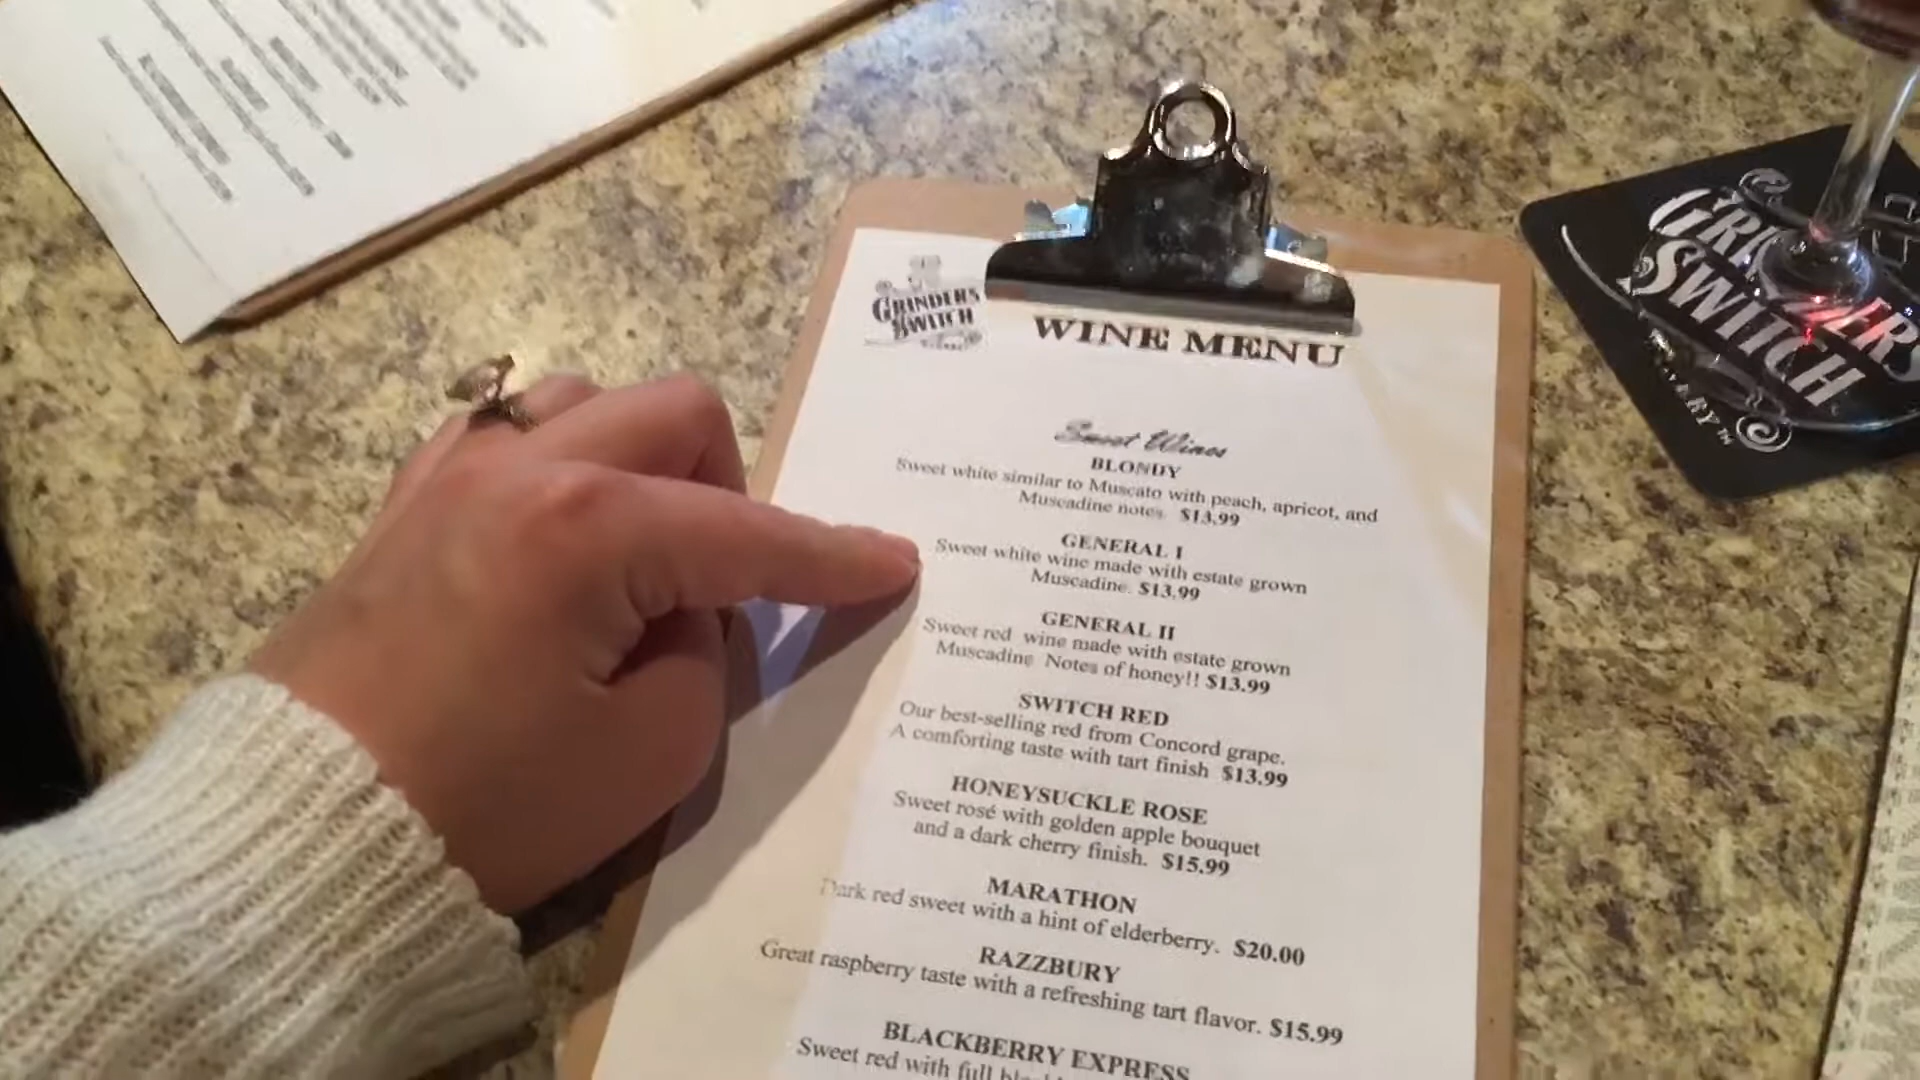 GRINDERS
SWITCH
WINE MENU
Sweet Wines
BLONDY
Sweet white similar to Muscato with peach, apricot, and
Muscadine notes. $13.99
GENERAL I
Sweet white wine made with estate grown
Muscadine. $13.99
GENERAL II
Sweet red wine made with estate grown
Muscadine Notes of honey!! $13.99
SWITCH RED
Our best-selling red from Concord grape.
A comforting taste with tart finish $13.99
HONEYSUCKLE ROSE
Sweet rosé with golden apple bouquet
and a dark cherry finish. $15.99
MARATHON
Dark red sweet with a hint of elderberry. $20.00
RAZZBURY
Great raspberry taste with a refreshing tart flavor. $15.99
BLACKBERRY EXPRESS
Sweet red with full
GRINDERS
SWITCH
WINERY™